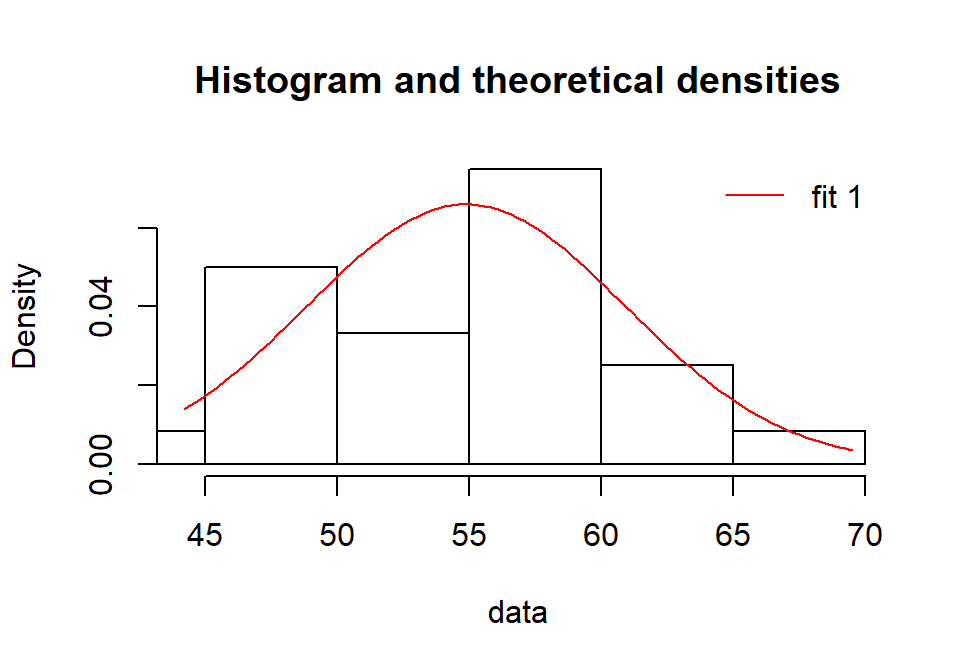 Histogram and theoretical densities
fit 1
Density
0.04
0.00
45 50 55 60 65 70
data